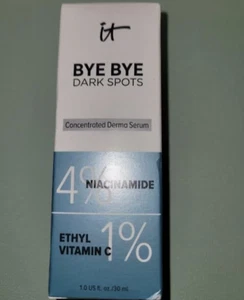 it
BYE BYE
DARK SPOTS
Concentrated Derma Serum
4% NIACINAMIDE
ETHYL
VITAMIN C 1%
1.0 US fl. oz./30 mL